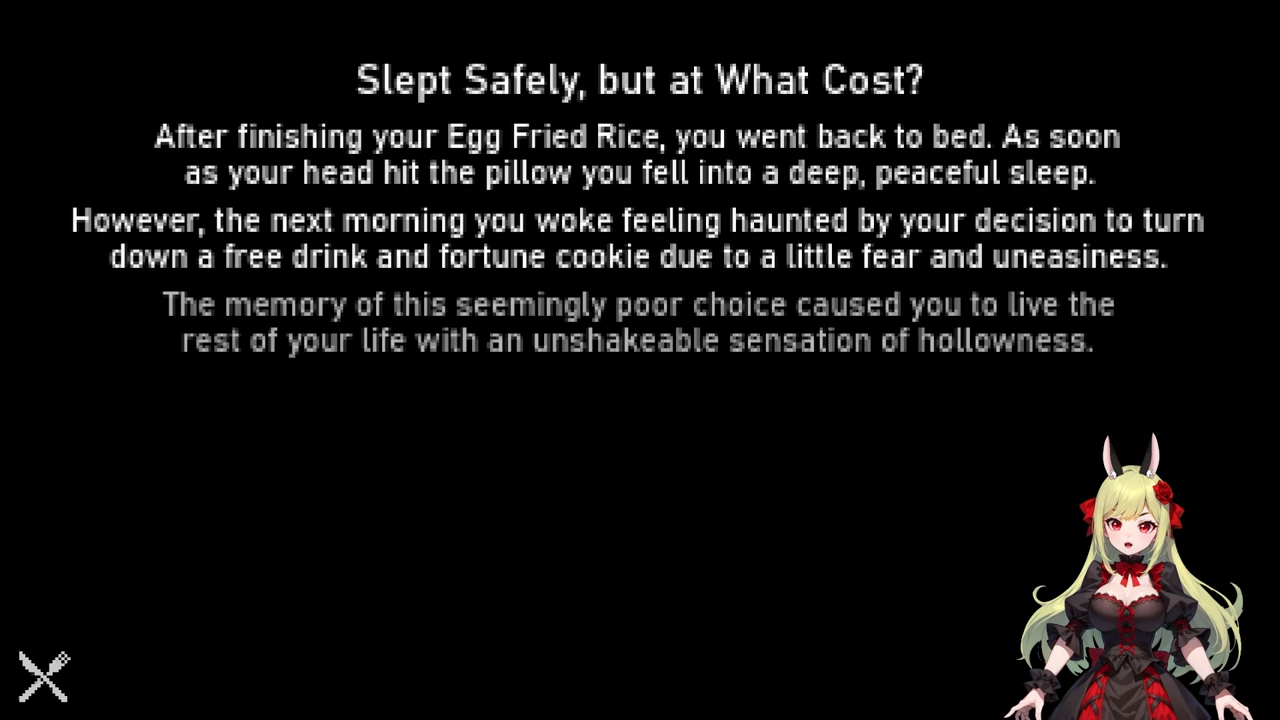 Slept Safely, but at What Cost?
After finishing your Egg Fried Rice, you went back to bed. As soon
as your head hit the pillow you fell into a deep, peaceful sleep.
However, the next morning you woke feeling haunted by your decision to turn
down a free drink and fortune cookie due to a little fear and uneasiness.
The memory of this seemingly poor choice caused you to live the
rest of your life with an unshakeable sensation of hollowness.